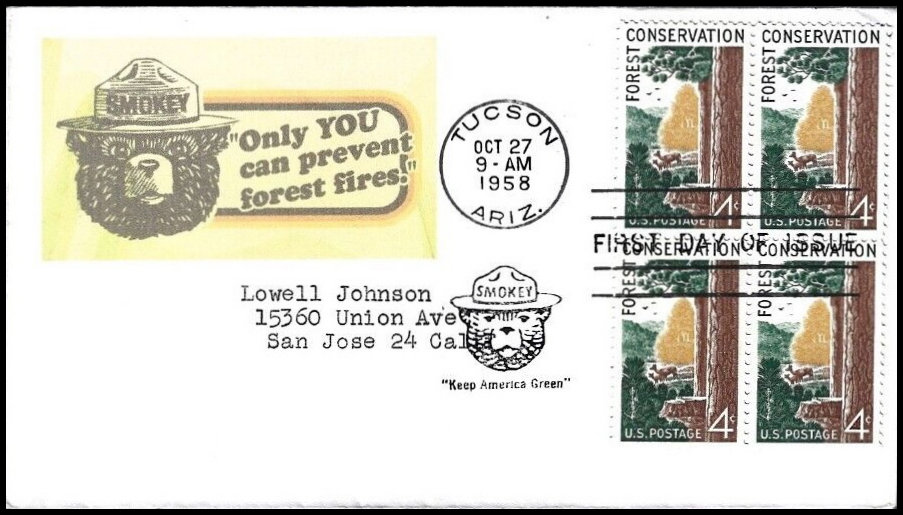 SMOKEY
"Only YOU
can prevent
forest fires!"
TUCSON
OCT 27
9-AM
1958
ARIZ.
FOREST CONSERVATION
U.S. POSTAGE 4¢
FOREST CONSERVATION
U.S. POSTAGE 4¢
FIRST DAY OF ISSUE
FOREST CONSERVATION
U.S. POSTAGE 4¢
FOREST CONSERVATION
U.S. POSTAGE 4¢
Lowell Johnson
15360 Union Ave
San Jose 24 Cal
SMOKEY
"Keep America Green"